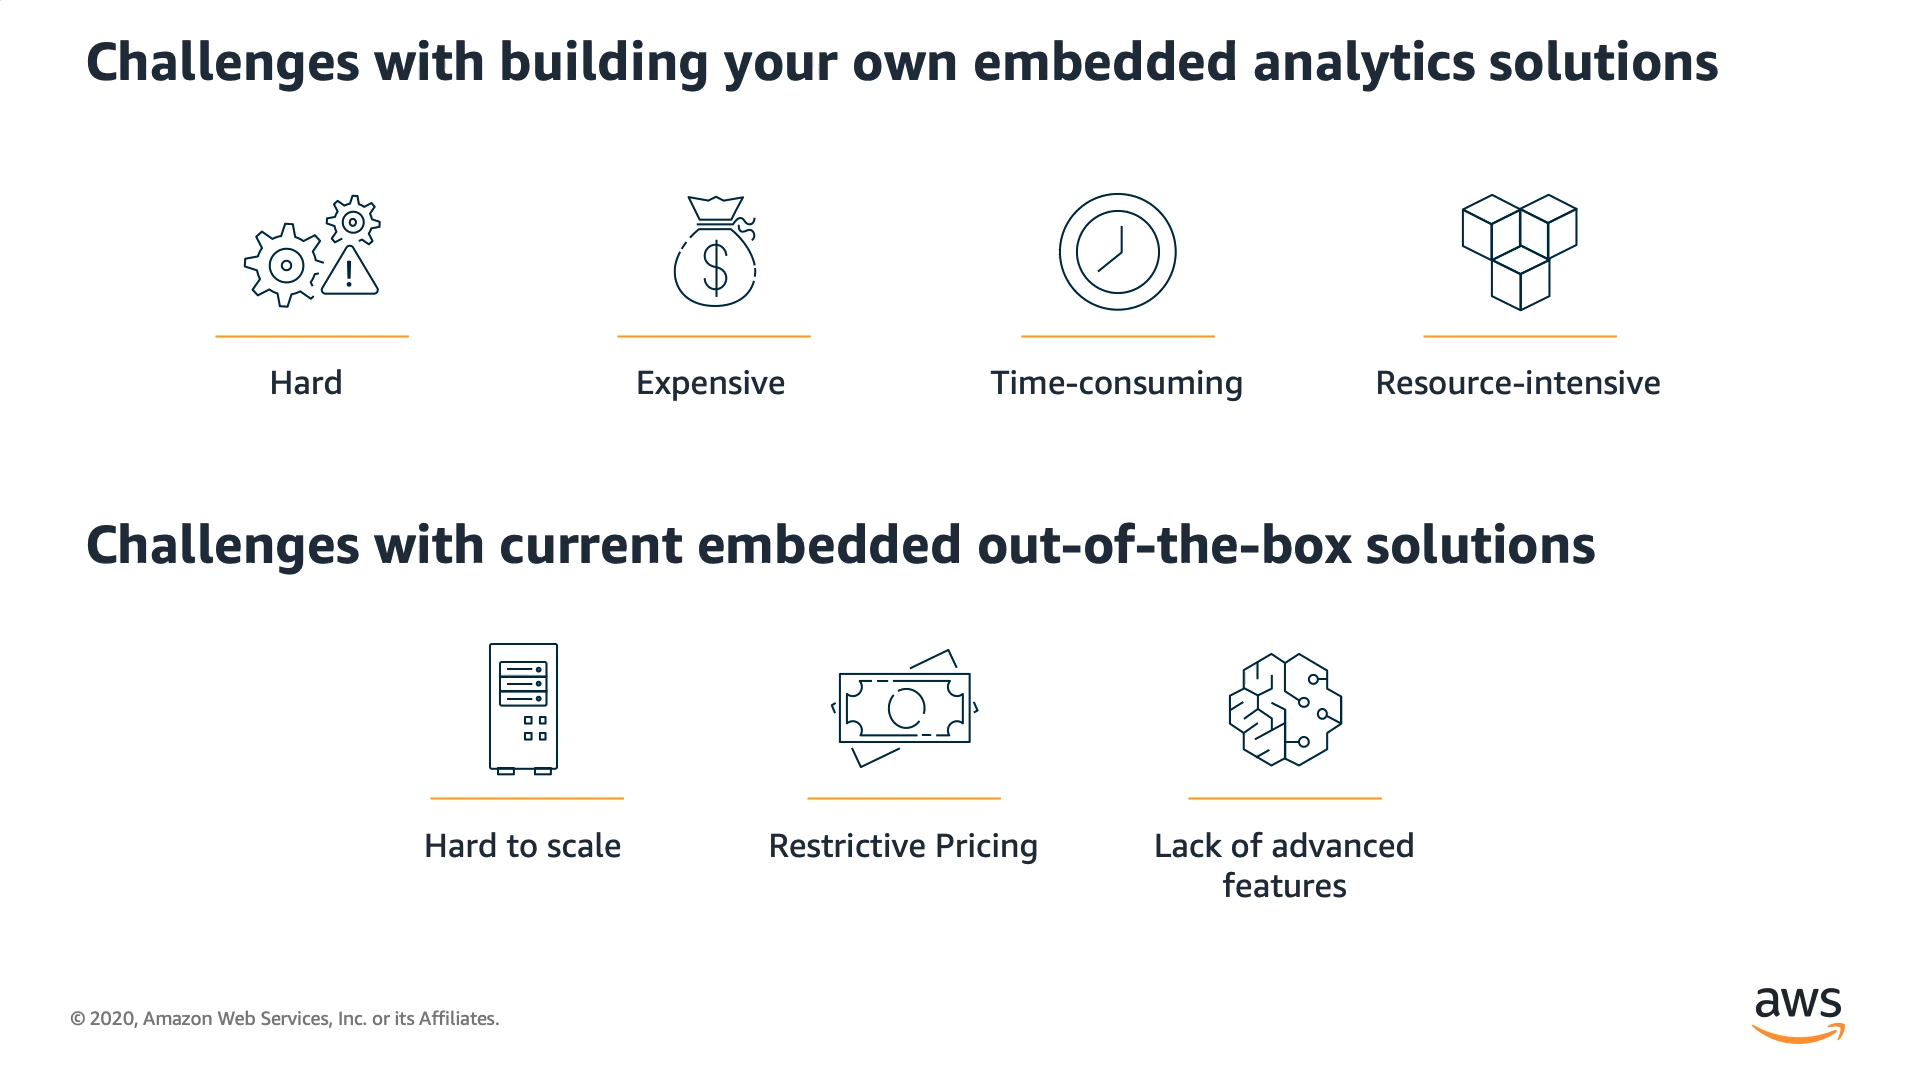 Challenges with building your own embedded analytics solutions
Hard
Expensive
Time-consuming
Resource-intensive
Challenges with current embedded out-of-the-box solutions
Hard to scale
Restrictive Pricing
Lack of advanced
features
© 2020, Amazon Web Services, Inc. or its Affiliates.
aws